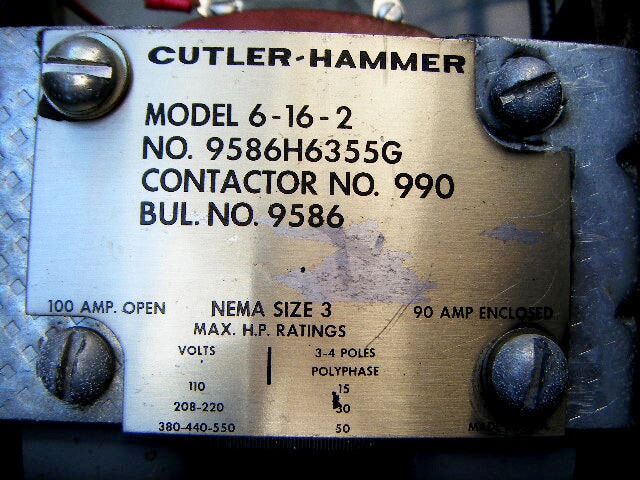 CUTLER-HAMMER
MODEL 6-16-2
NO. 9586H6355G
CONTACTOR NO. 990
BUL. NO. 9586
100 AMP. OPEN NEMA SIZE 3 90 AMP ENCLOSED
MAX. H.P. RATINGS
VOLTS 3-4 POLES
POLYPHASE
110 15
208-220 30
380-440-550 50
MADE